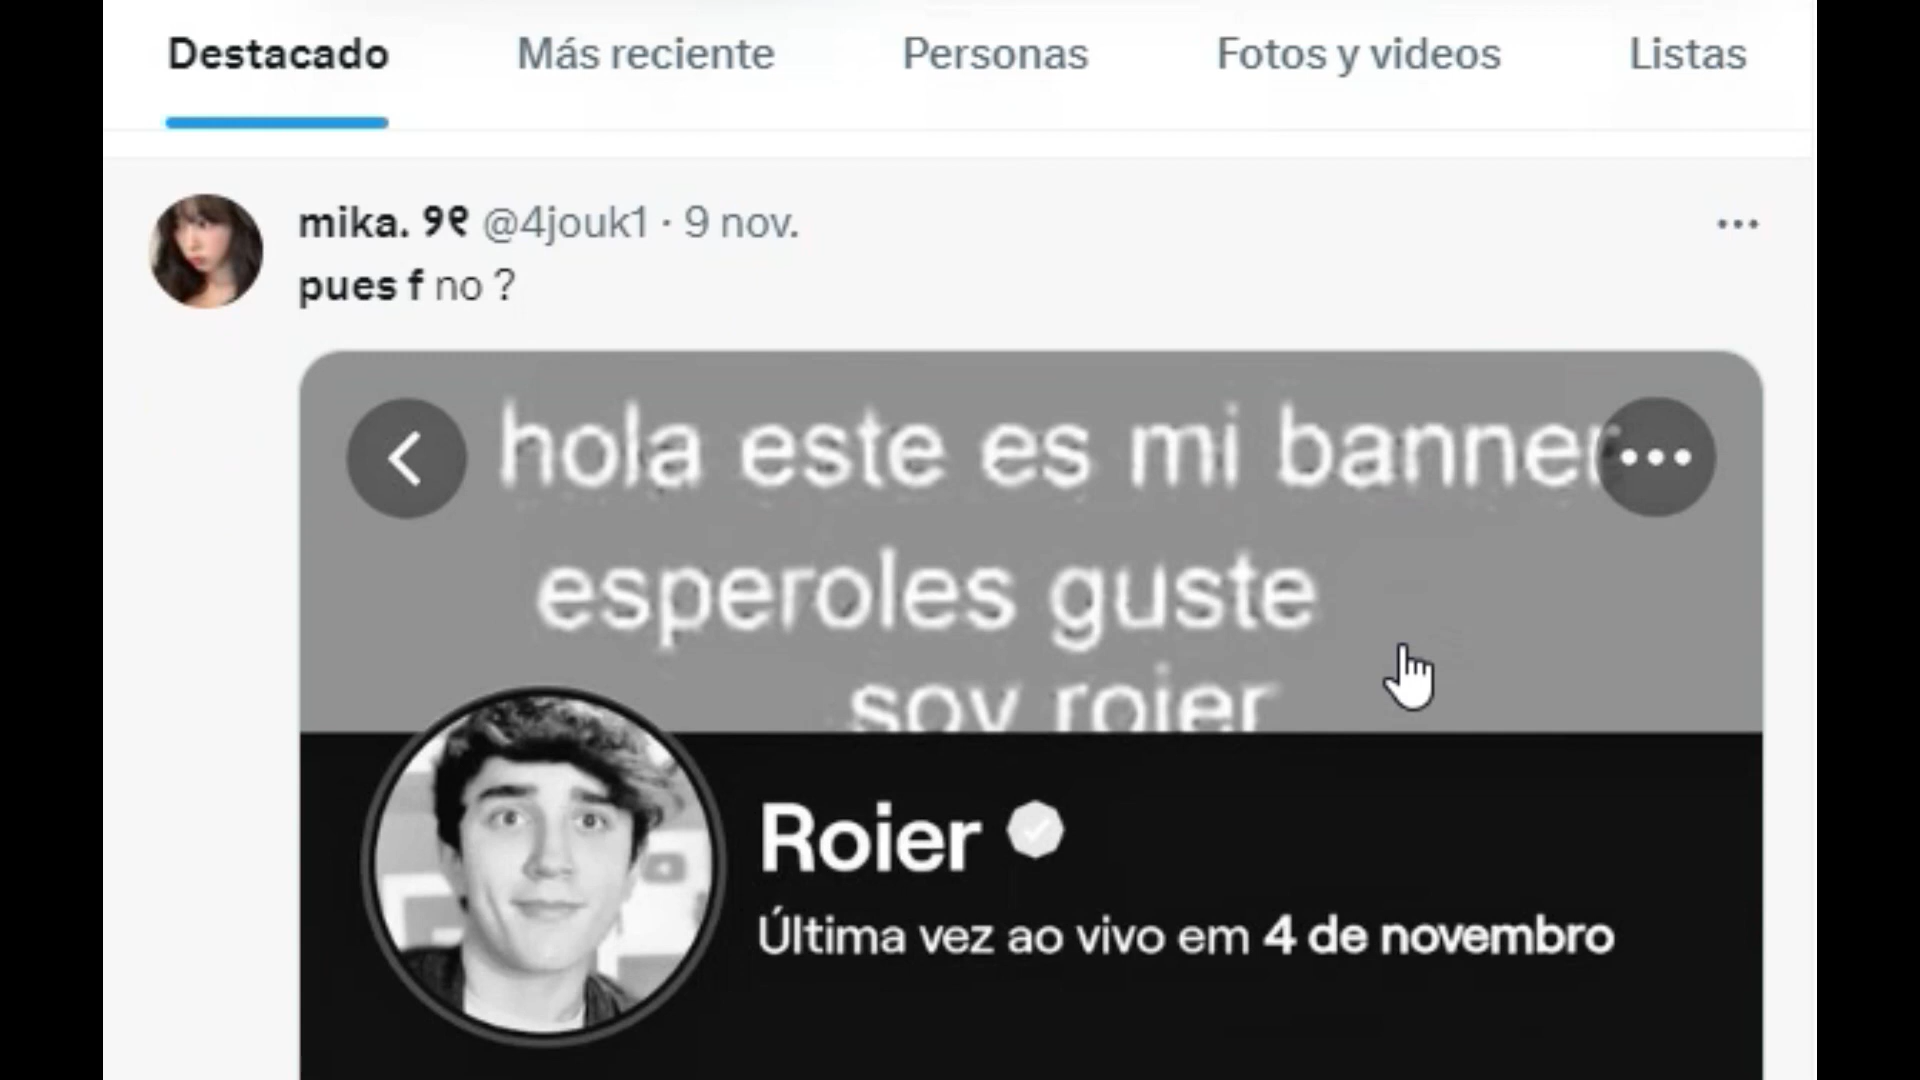 Destacado Más reciente Personas Fotos y videos Listas
mika. ୨୧ @4jouk1 · 9 nov.
pues f no ?
hola este es mi banner
esperoles guste
soy roier
Roier
Última vez ao vivo em 4 de novembro